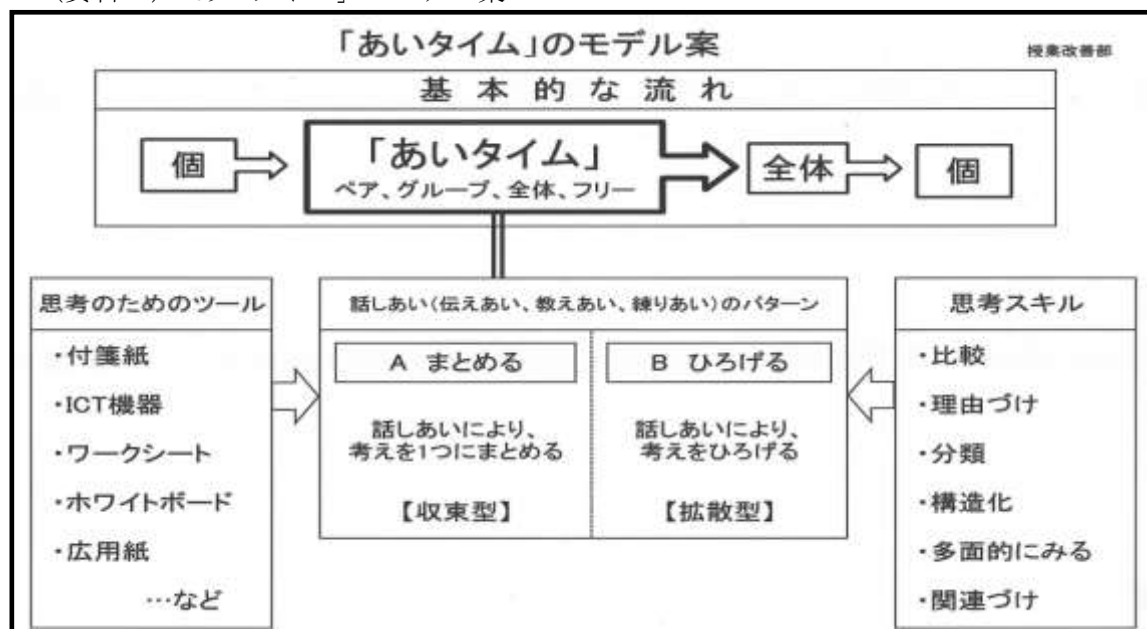 「あいタイム」のモデル案
授業改善部
基本的な流れ
個
「あいタイム」
ペア、グループ、全体、フリー
全体
個
思考のためのツール
・付箋紙
・ICT機器
・ワークシート
・ホワイトボード
・広用紙
…など
話しあい(伝えあい、教えあい、練りあい)のパターン
A まとめる
話しあいにより、
考えを1つにまとめる
【収束型】
B ひろげる
話しあいにより、
考えをひろげる
【拡散型】
思考スキル
・比較
・理由づけ
・分類
・構造化
・多面的にみる
・関連づけ